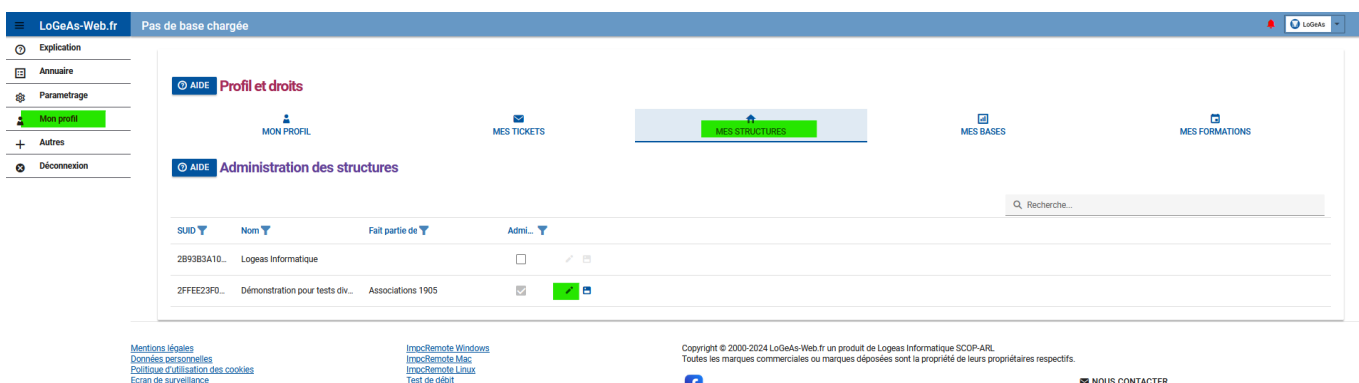 LoGeAs-Web.fr
Pas de base chargée
LoGeAs
Explication
Annuaire
Parametrage
Mon profil
Autres
Déconnexion
AIDE Profil et droits
MON PROFIL
MES TICKETS
MES STRUCTURES
MES BASES
MES FORMATIONS
AIDE Administration des structures
Recherche...
SUID Nom Fait partie de Admi...
2B93B3A10... Logeas Informatique
2FFEE23F0... Démonstration pour tests div... Associations 1905
Mentions légales
Données personnelles
Politique d'utilisation des cookies
Ecran de surveillance
ImpcRemote Windows
ImpcRemote Mac
ImpcRemote Linux
Test de débit
Copyright © 2000-2024 LoGeAs-Web.fr un produit de Logeas Informatique SCOP-ARL
Toutes les marques commerciales ou marques déposées sont la propriété de leurs propriétaires respectifs.
NOUS CONTACTER